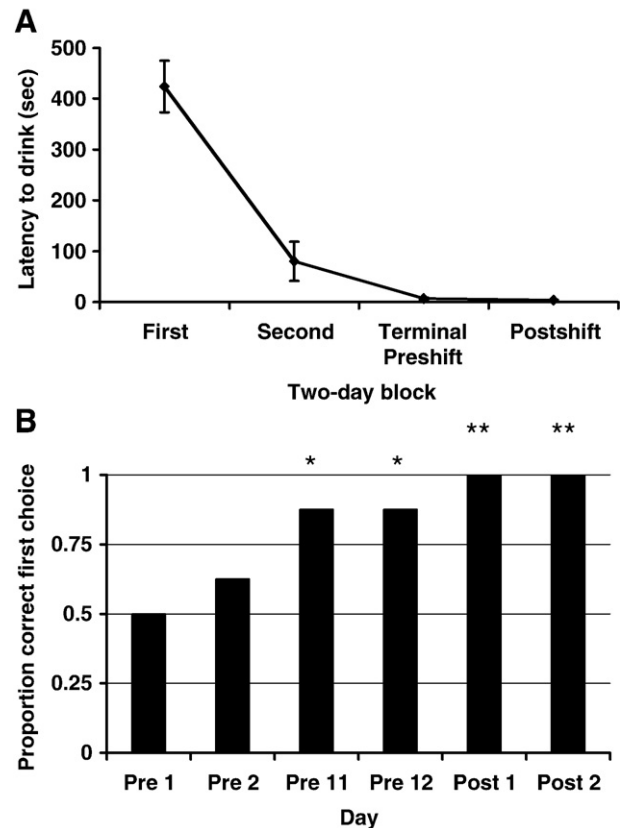 A
Latency to drink (sec)
500
400
300
200
100
0
First
Second
Terminal
Preshift
Postshift
Two-day block
B
Proportion correct first choice
* * ** **
1
0.75
0.5
0.25
0
Pre 1 Pre 2 Pre 11 Pre 12 Post 1 Post 2
Day